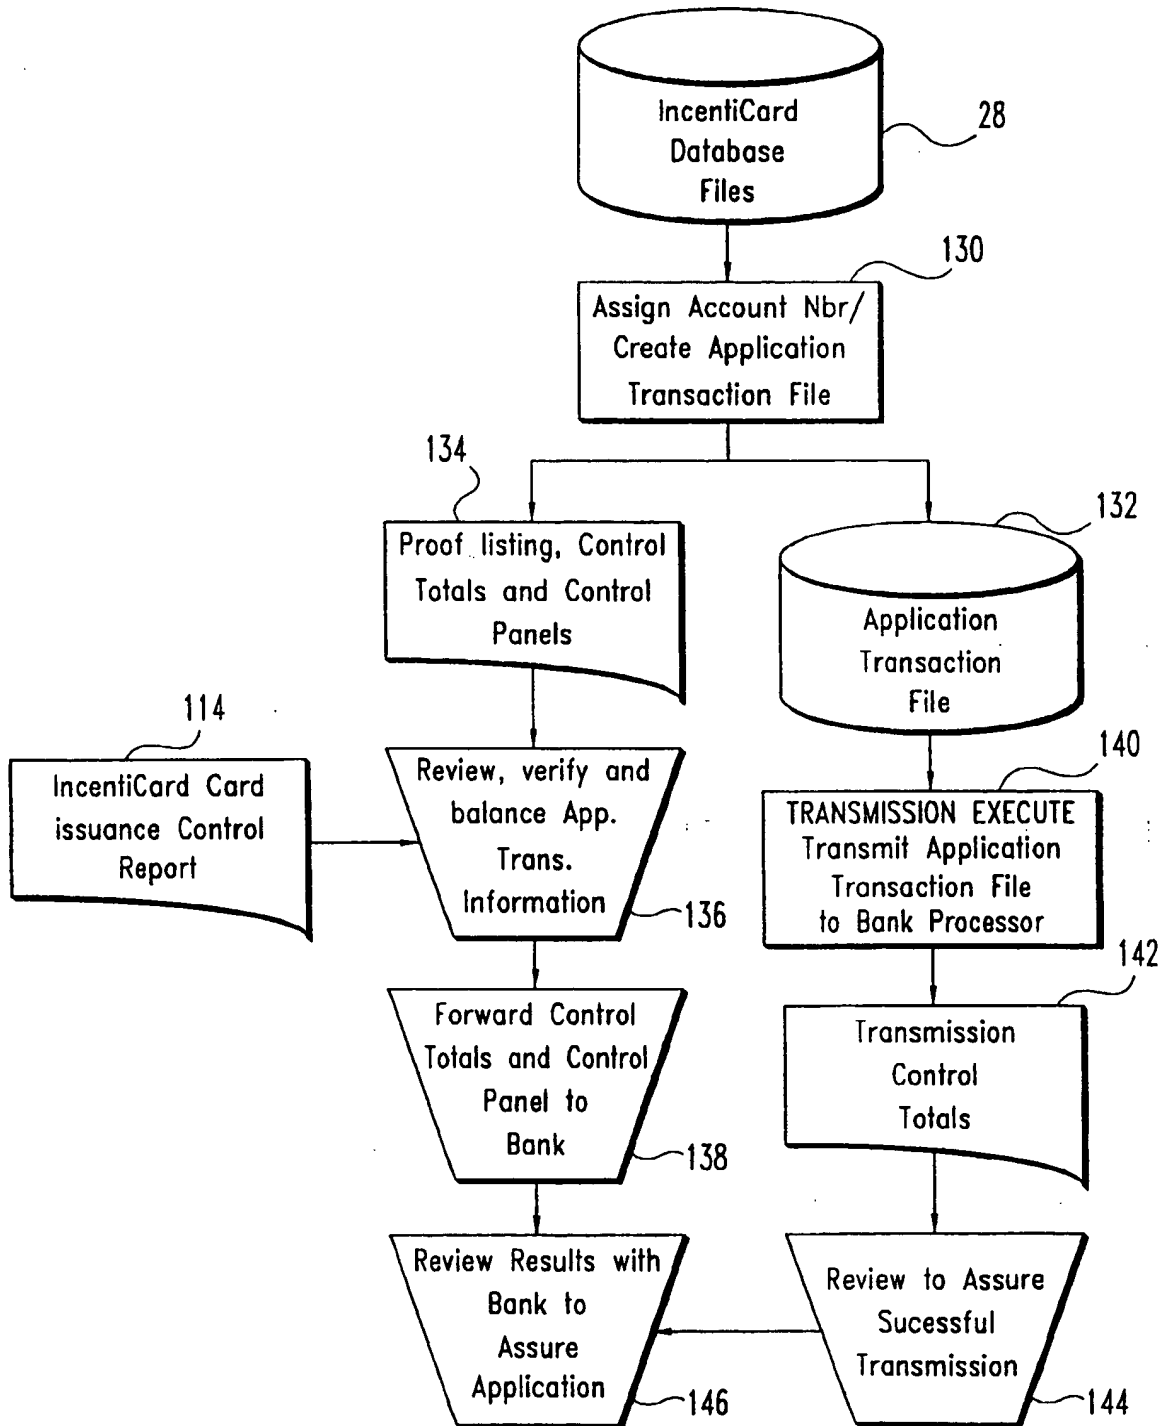 IncentiCard
Database
Files
28
130
Assign Account Nbr/
Create Application
Transaction File
134
Proof listing, Control
Totals and Control
Panels
132
Application
Transaction
File
114
IncentiCard Card
issuance Control
Report
Review, verify and
balance App.
Trans.
Information
136
140
TRANSMISSION EXECUTE
Transmit Application
Transaction File
to Bank Processor
142
Forward Control
Totals and Control
Panel to
Bank
138
Transmission
Control
Totals
Review Results with
Bank to
Assure
Application
146
Review to Assure
Sucessful
Transmission
144